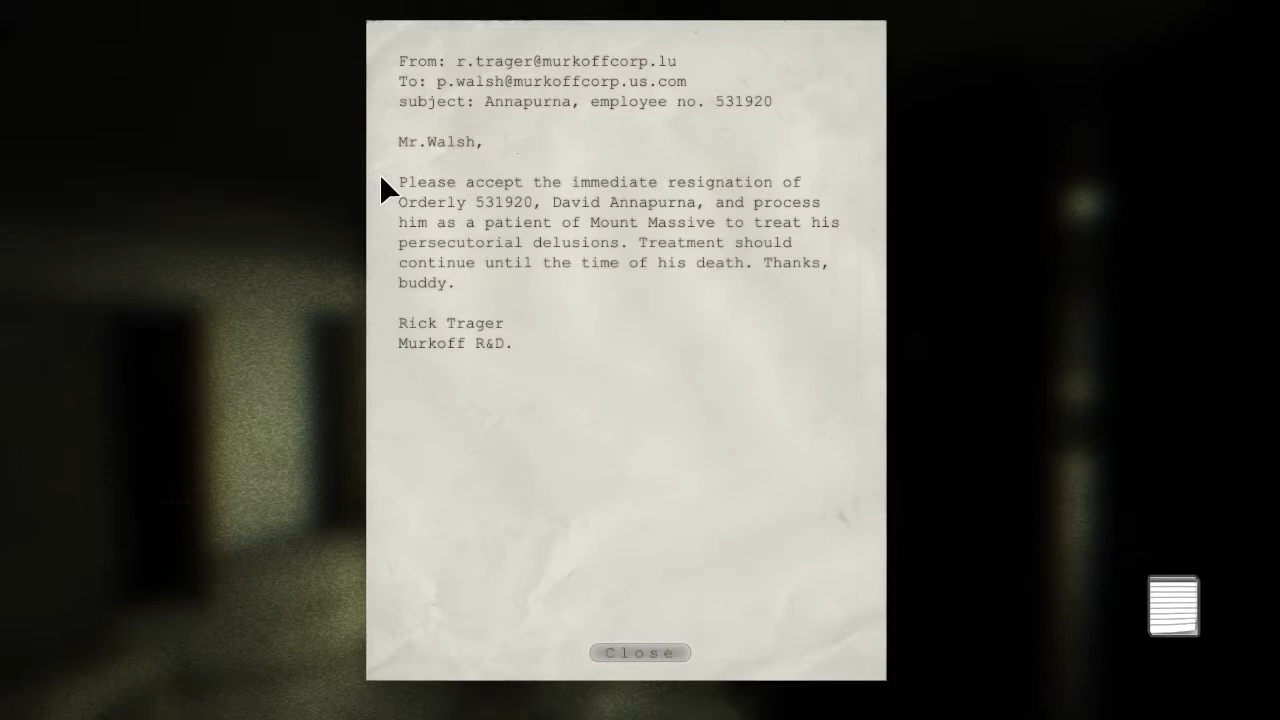 From: r.trager@murkoffcorp.lu
To: p.walsh@murkoffcorp.us.com
subject: Annapurna, employee no. 531920
Mr.Walsh,
Please accept the immediate resignation of
Orderly 531920, David Annapurna, and process
him as a patient of Mount Massive to treat his
persecutorial delusions. Treatment should
continue until the time of his death. Thanks,
buddy.
Rick Trager
Murkoff R&D.
Close